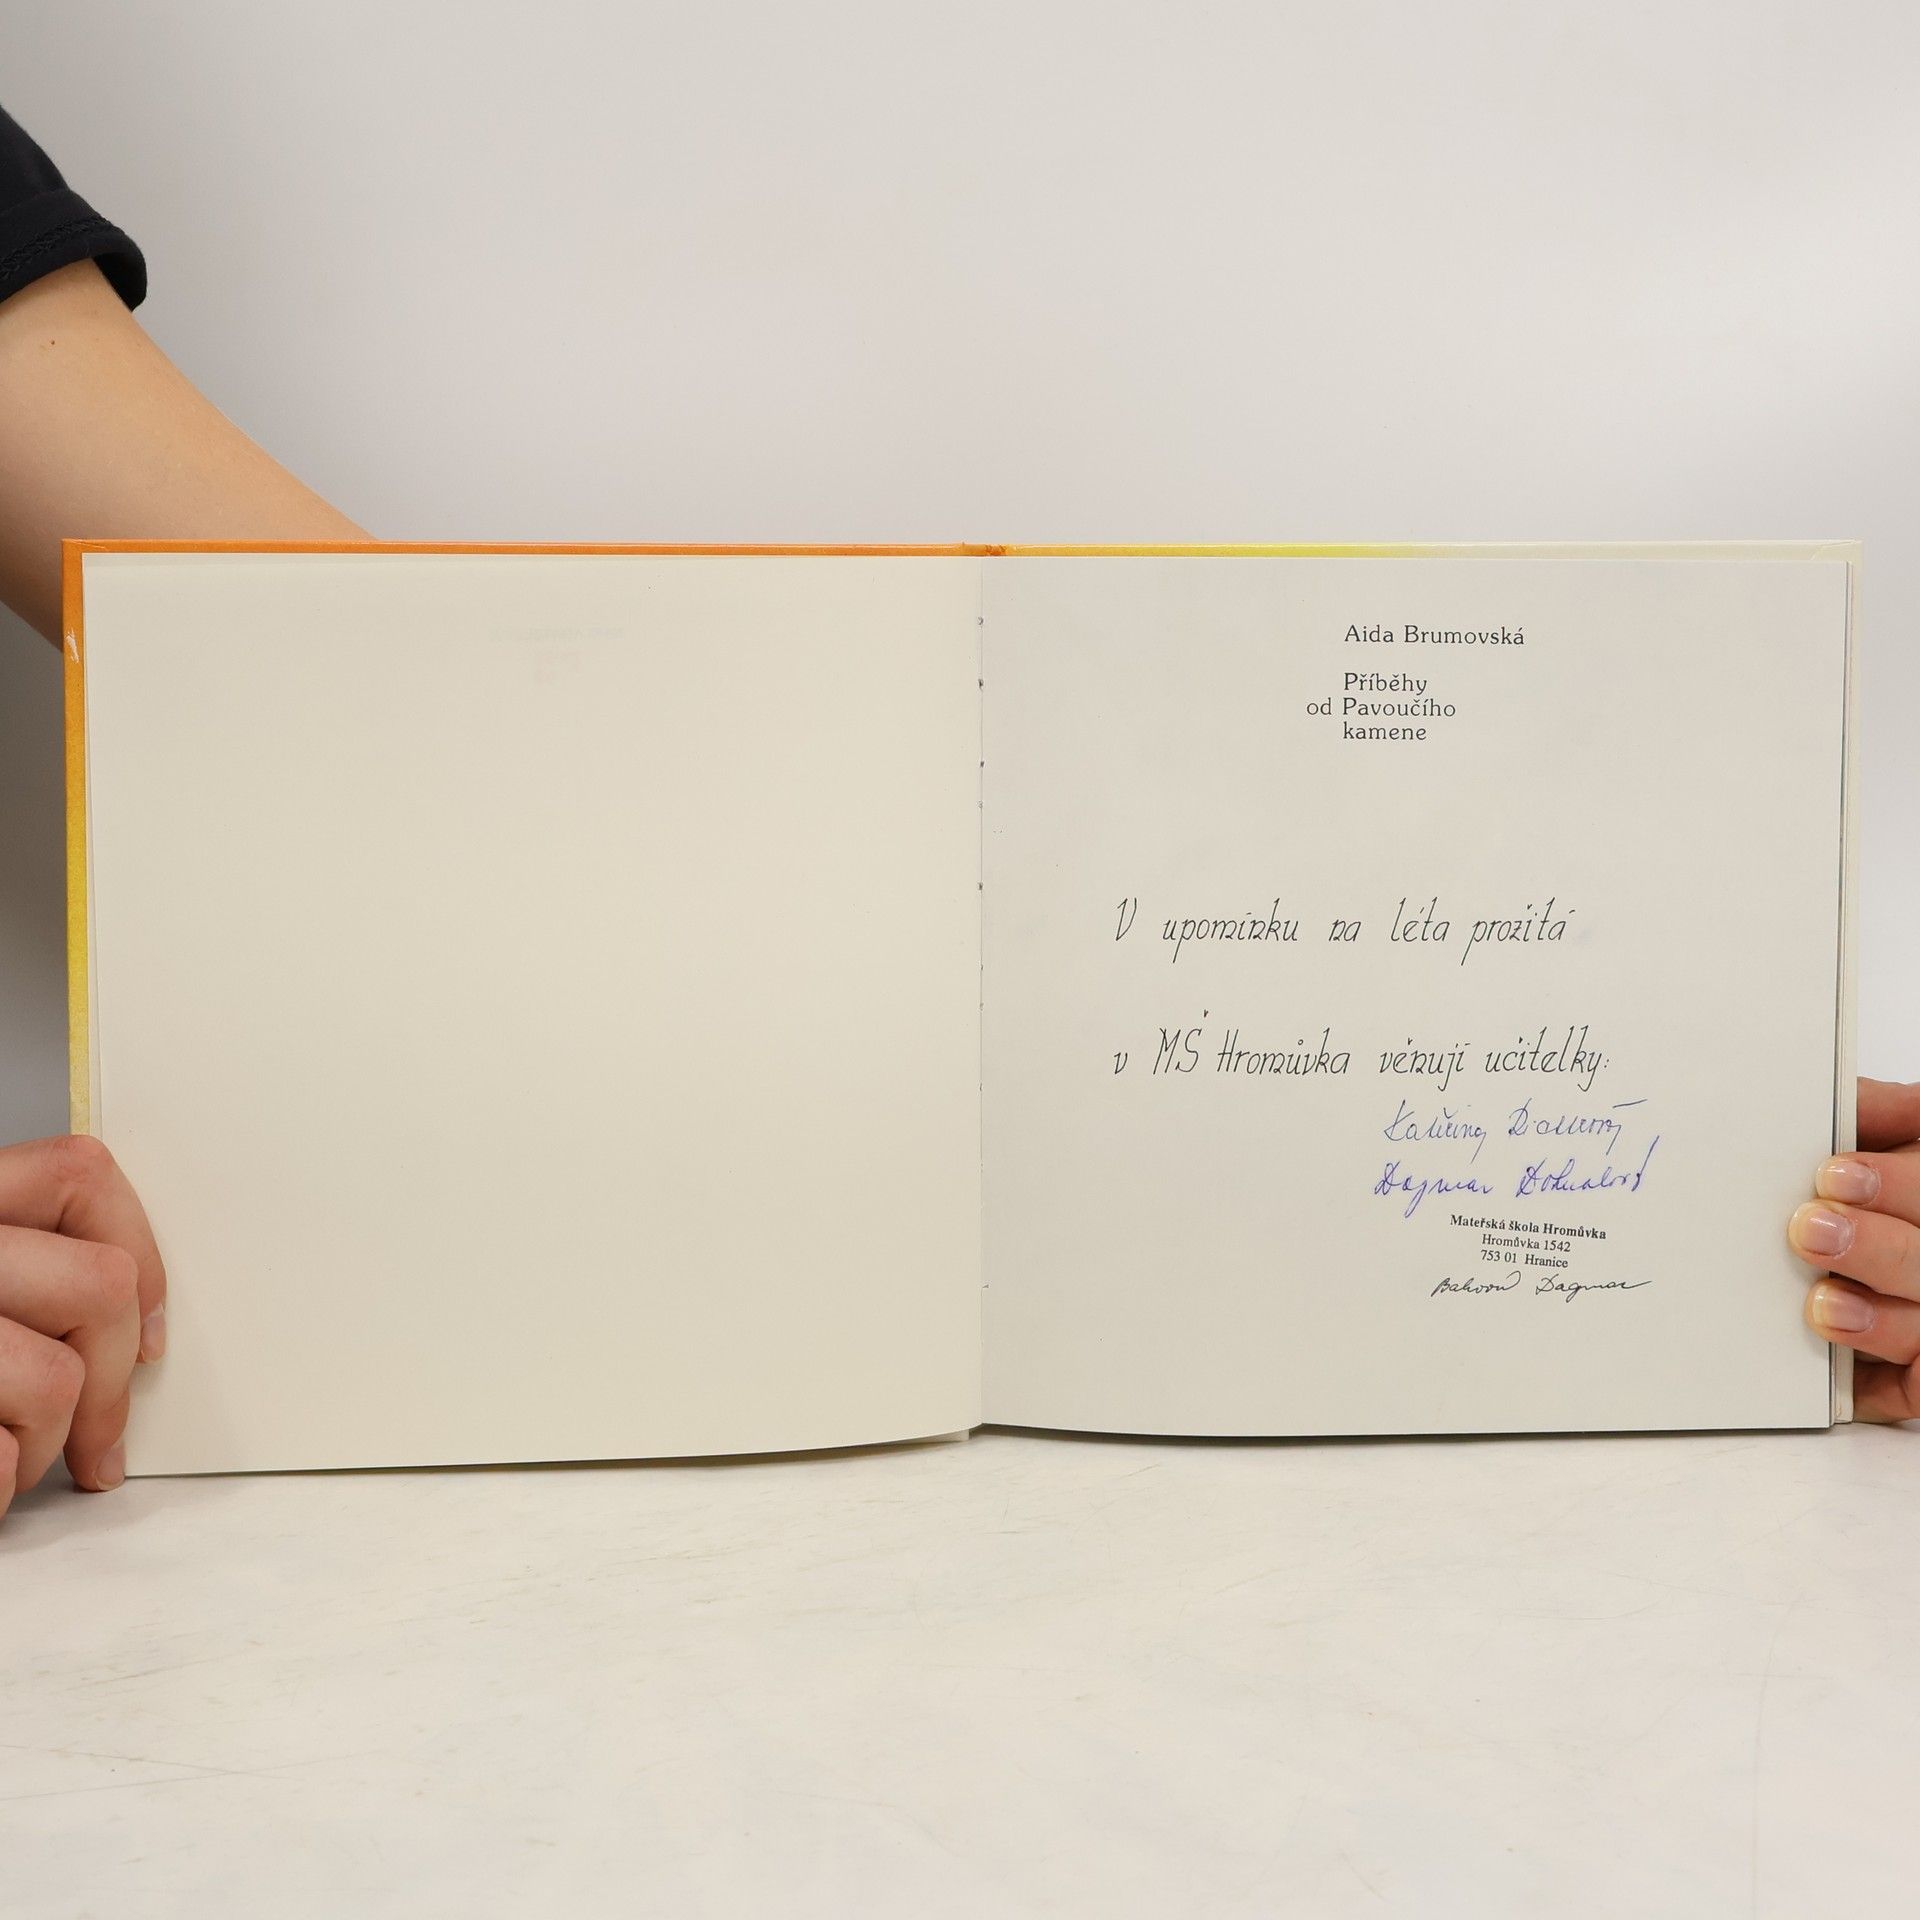 Aida Brumovská
Příběhy
od Pavoučího
kamene
V upomínku na léta prožitá
v MŠ Hromůvka věnují učitelky:
Kateřina
Dagmar
Mateřská škola Hromůvka
Hromůvka 1542
753 01 Hranice
Dagmar